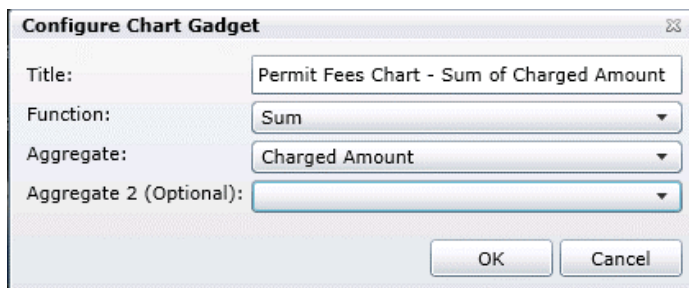 Configure Chart Gadget
Title: Permit Fees Chart - Sum of Charged Amount
Function: Sum
Aggregate: Charged Amount
Aggregate 2 (Optional):
OK Cancel